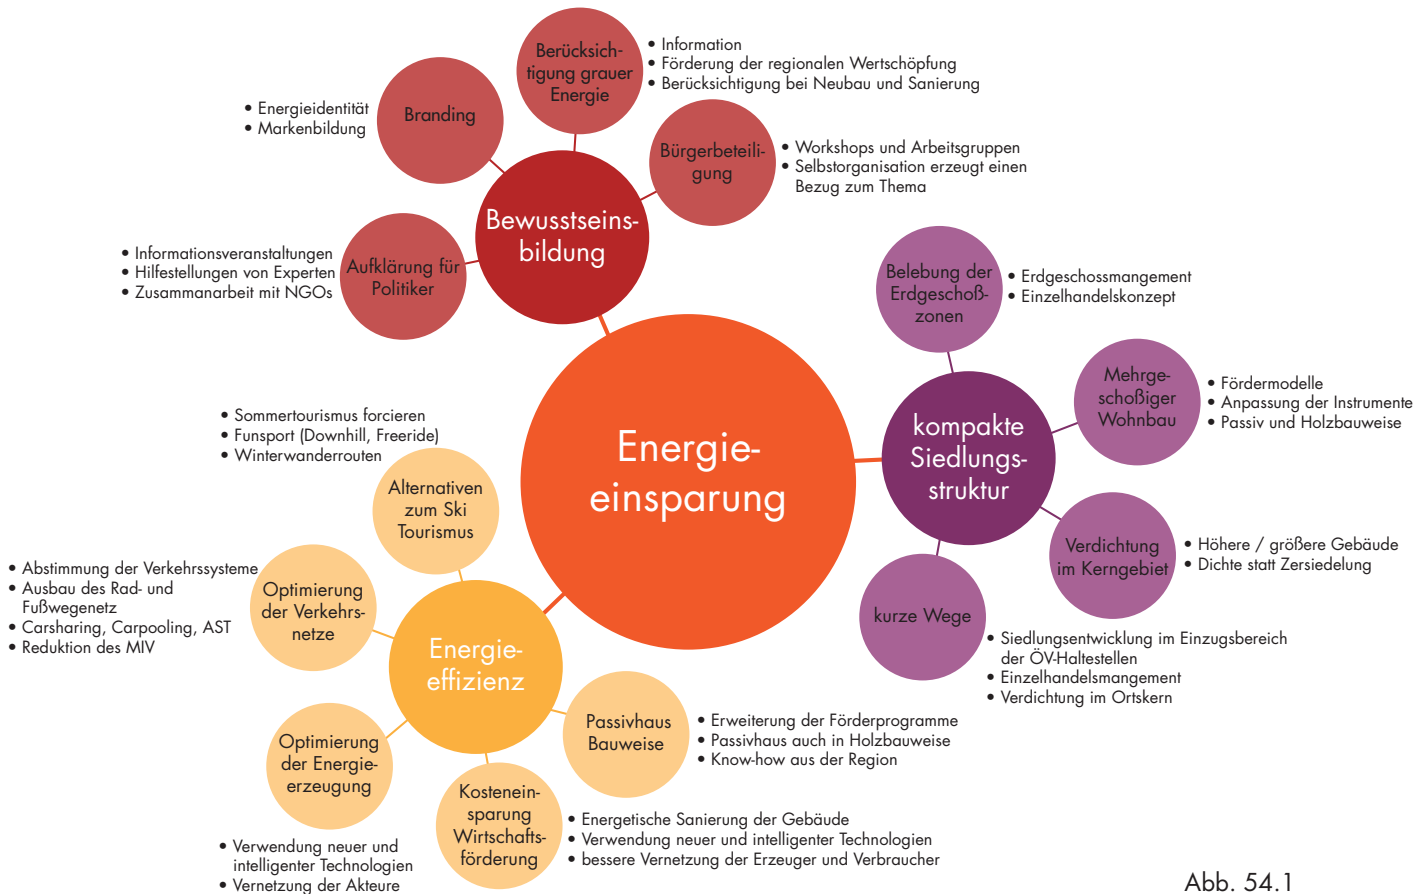 Berücksich-
tigung grauer
Energie
• Information
• Förderung der regionalen Wertschöpfung
• Berücksichtigung bei Neubau und Sanierung
Branding
• Energieidentität
• Markenbildung
Bürgerbeteili-
gung
• Workshops und Arbeitsgruppen
• Selbstorganisation erzeugt einen
Bezug zum Thema
Bewusstseins-
bildung
Aufklärung für
Politiker
• Informationsveranstaltungen
• Hilfestellungen von Experten
• Zusammanarbeit mit NGOs
Belebung der
Erdgeschoß-
zonen
• Erdgeschossmangement
• Einzelhandelskonzept
Mehrge-
schoßiger
Wohnbau
• Fördermodelle
• Anpassung der Instrumente
• Passiv und Holzbauweise
kompakte
Siedlungs-
struktur
Energie-
einsparung
Verdichtung
im Kerngebiet
• Höhere / größere Gebäude
• Dichte statt Zersiedelung
kurze Wege
• Siedlungsentwicklung im Einzugsbereich
der ÖV-Haltestellen
• Einzelhandelsmangement
• Verdichtung im Ortskern
• Sommertourismus forcieren
• Funsport (Downhill, Freeride)
• Winterwanderrouten
Alternativen
zum Ski
Tourismus
• Abstimmung der Verkehrssysteme
• Ausbau des Rad- und
Fußwegenetz
• Carsharing, Carpooling, AST
• Reduktion des MIV
Optimierung
der Verkehrs-
netze
Energie-
effizienz
Passivhaus
Bauweise
• Erweiterung der Förderprogramme
• Passivhaus auch in Holzbauweise
• Know-how aus der Region
Optimierung
der Energie-
erzeugung
• Verwendung neuer und
intelligenter Technologien
• Vernetzung der Akteure
Kostenein-
sparung
Wirtschafts-
förderung
• Energetische Sanierung der Gebäude
• Verwendung neuer und intelligenter Technologien
• bessere Vernetzung der Erzeuger und Verbraucher
Abb. 54.1